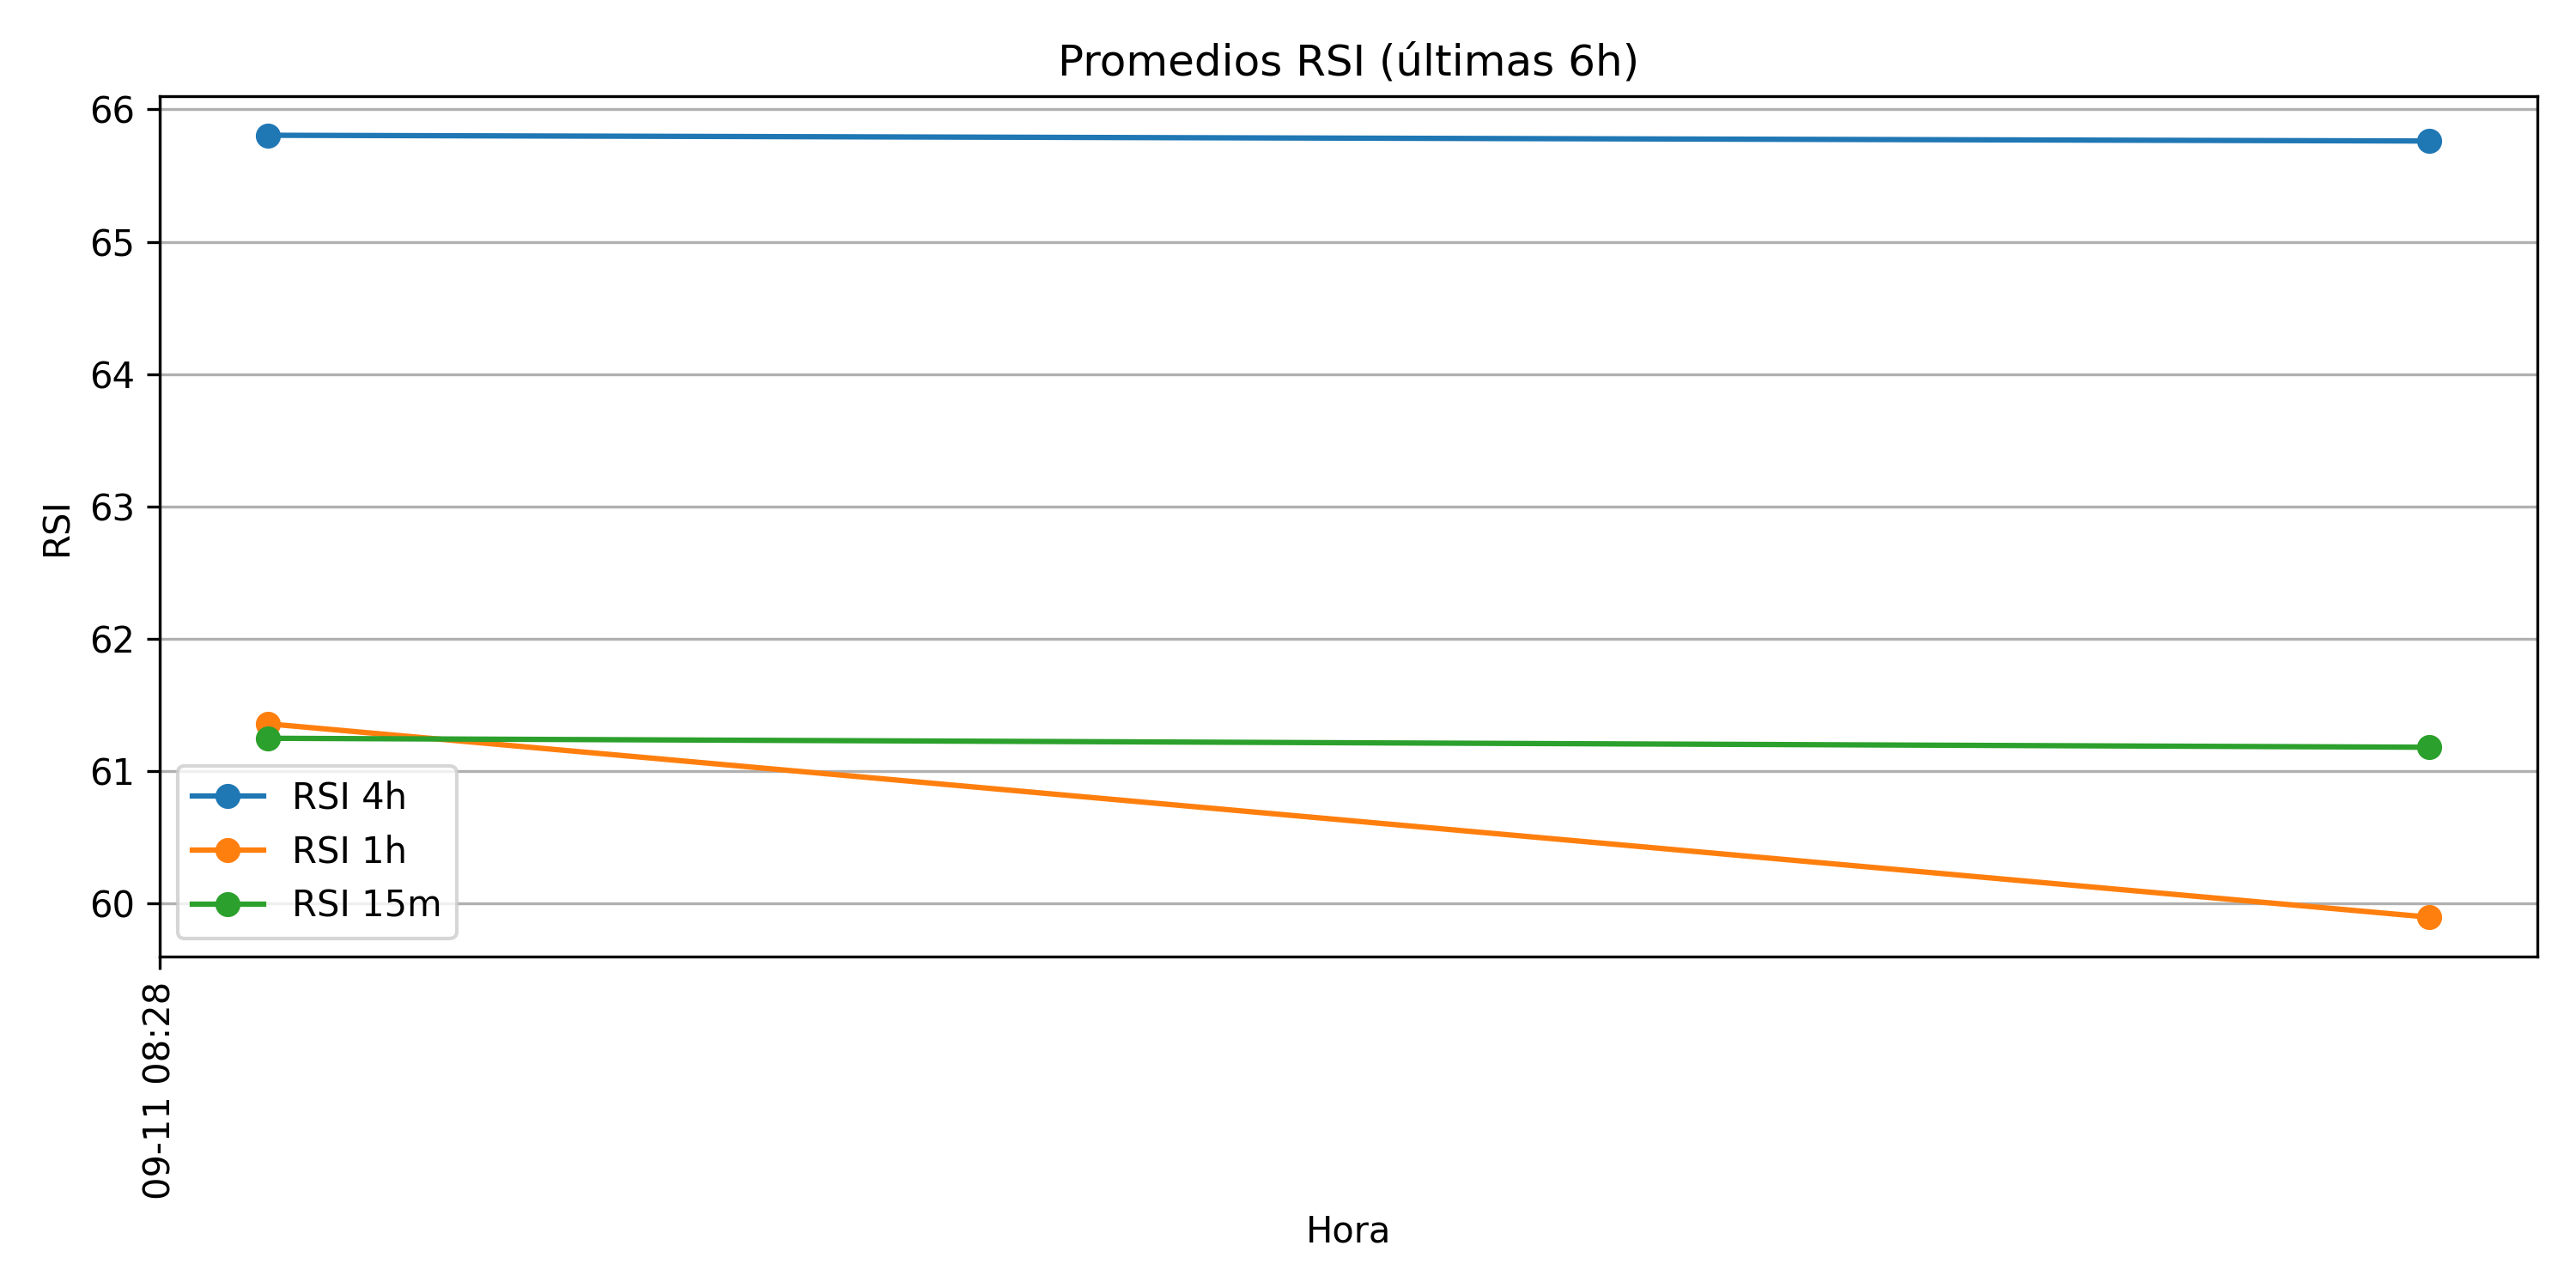 Promedios RSI (últimas 6h)
66
65
64
63
62
61
60
RSI
RSI 4h
RSI 1h
RSI 15m
09-11 08:28
Hora